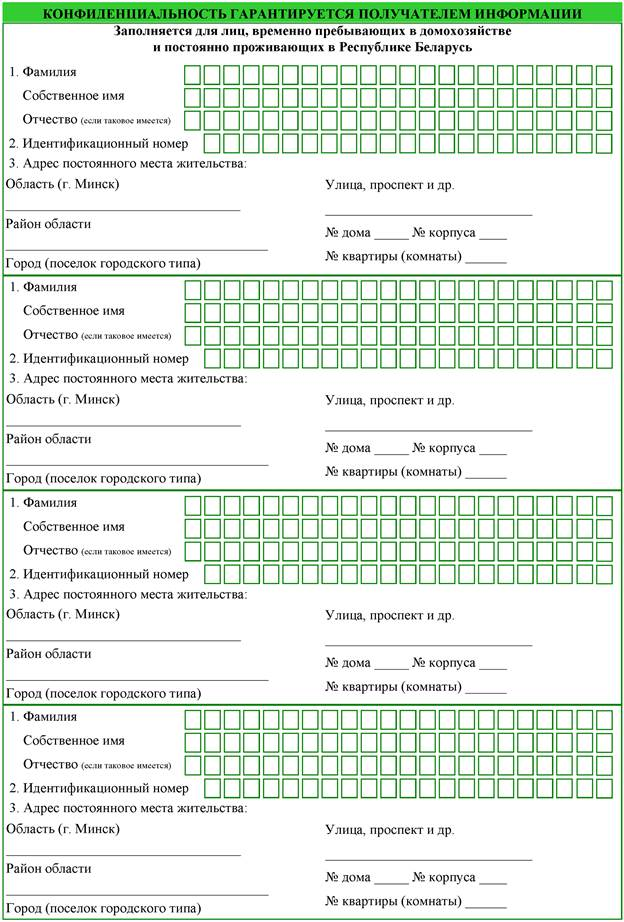 КОНФИДЕНЦИАЛЬНОСТЬ ГАРАНТИРУЕТСЯ ПОЛУЧАТЕЛЕМ ИНФОРМАЦИИ
Заполняется для лиц, временно пребывающих в домохозяйстве
и постоянно проживающих в Республике Беларусь
1. Фамилия
Собственное имя
Отчество (если таковое имеется)
2. Идентификационный номер
3. Адрес постоянного места жительства:
Область (г. Минск)
Район области
Город (поселок городского типа)
Улица, проспект и др.
№ дома _____ № корпуса ____
№ квартиры (комнаты) ______
1. Фамилия
Собственное имя
Отчество (если таковое имеется)
2. Идентификационный номер
3. Адрес постоянного места жительства:
Область (г. Минск)
Район области
Город (поселок городского типа)
Улица, проспект и др.
№ дома _____ № корпуса ____
№ квартиры (комнаты) ______
1. Фамилия
Собственное имя
Отчество (если таковое имеется)
2. Идентификационный номер
3. Адрес постоянного места жительства:
Область (г. Минск)
Район области
Город (поселок городского типа)
Улица, проспект и др.
№ дома _____ № корпуса ____
№ квартиры (комнаты) ______
1. Фамилия
Собственное имя
Отчество (если таковое имеется)
2. Идентификационный номер
3. Адрес постоянного места жительства:
Область (г. Минск)
Район области
Город (поселок городского типа)
Улица, проспект и др.
№ дома _____ № корпуса ____
№ квартиры (комнаты) ______